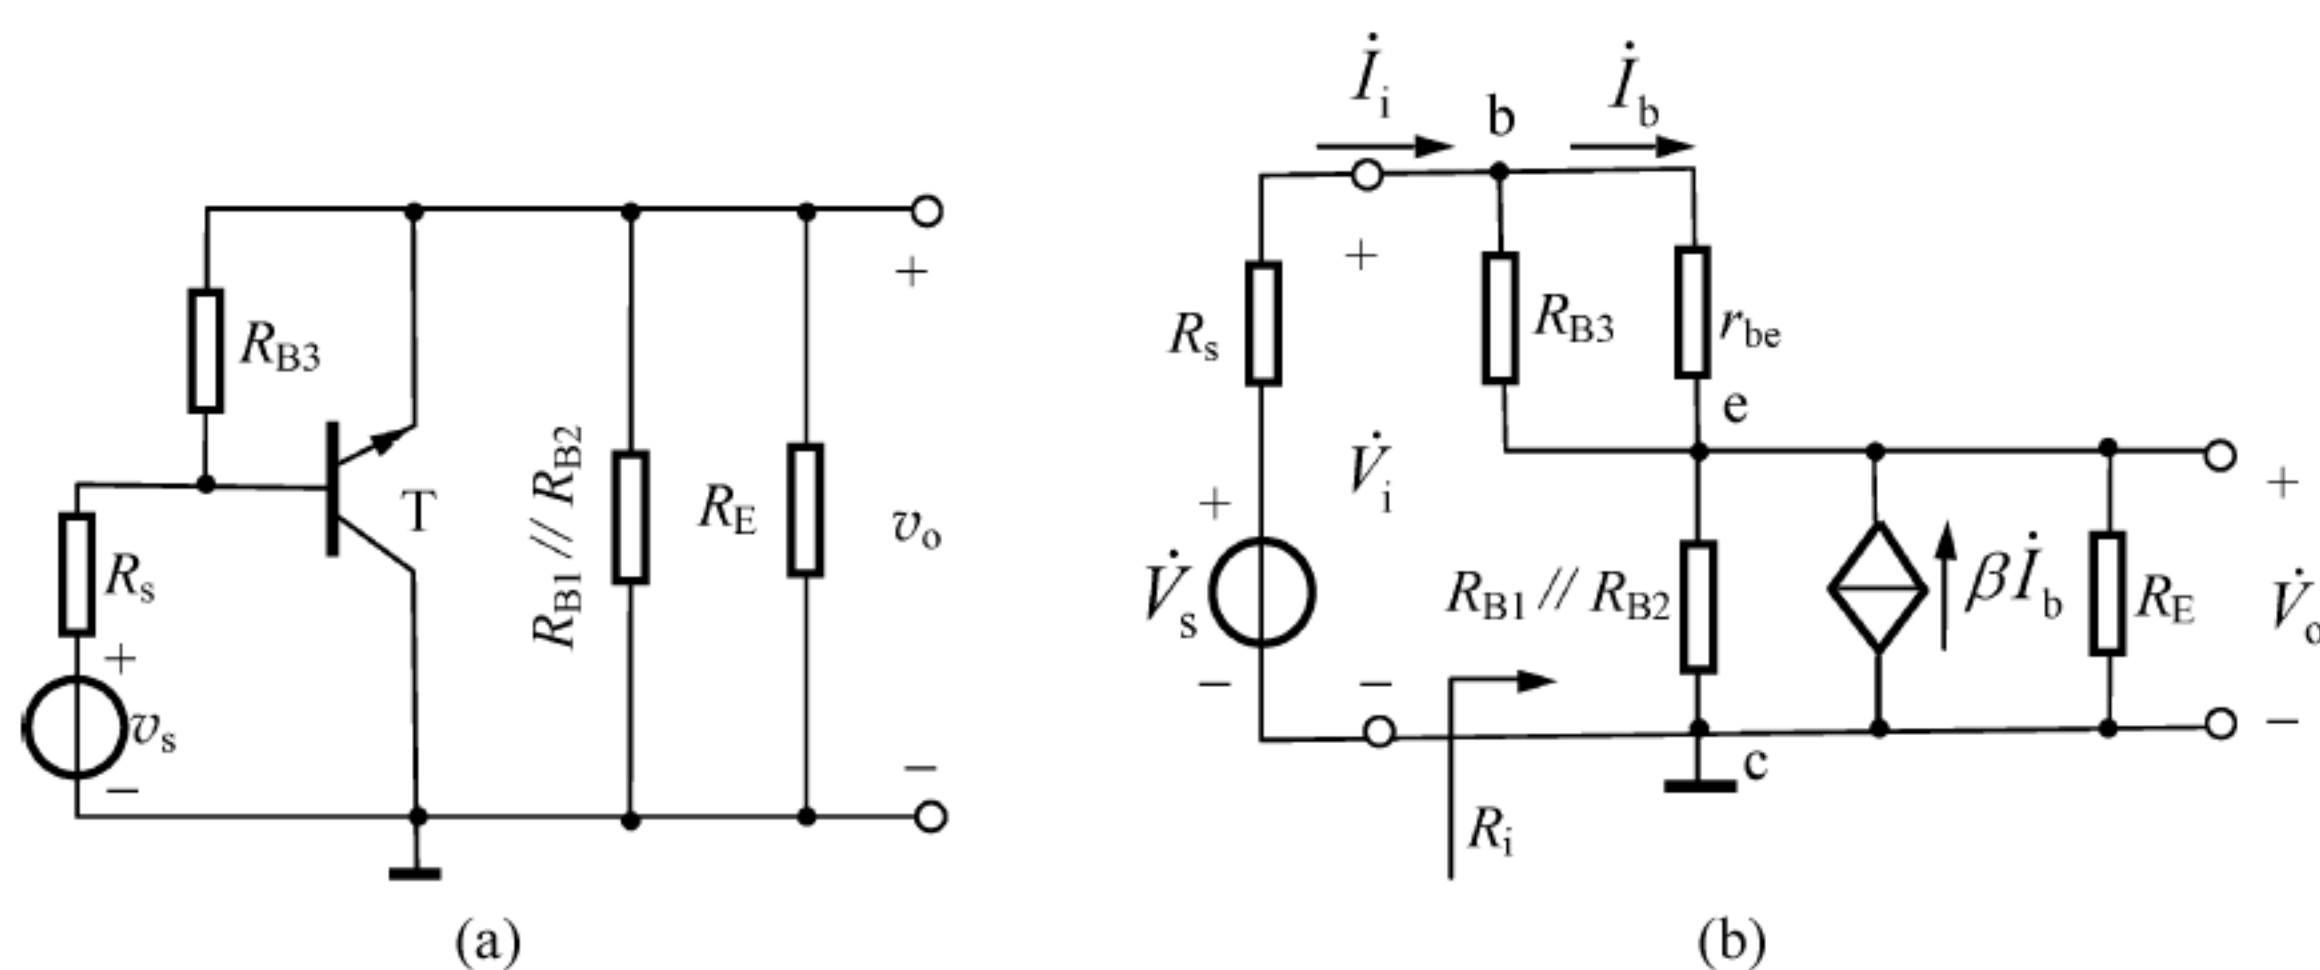 +
R_B3
T
R_s
+
v_s
−
R_B1 // R_B2
R_E
v_o
−
(a)
İ_i
b
İ_b
+
R_s
R_B3
r_be
e
V̇_i
+
V̇_s
−
−
R_B1 // R_B2
βİ_b
R_E
+
V̇_o
−
c
R_i
(b)